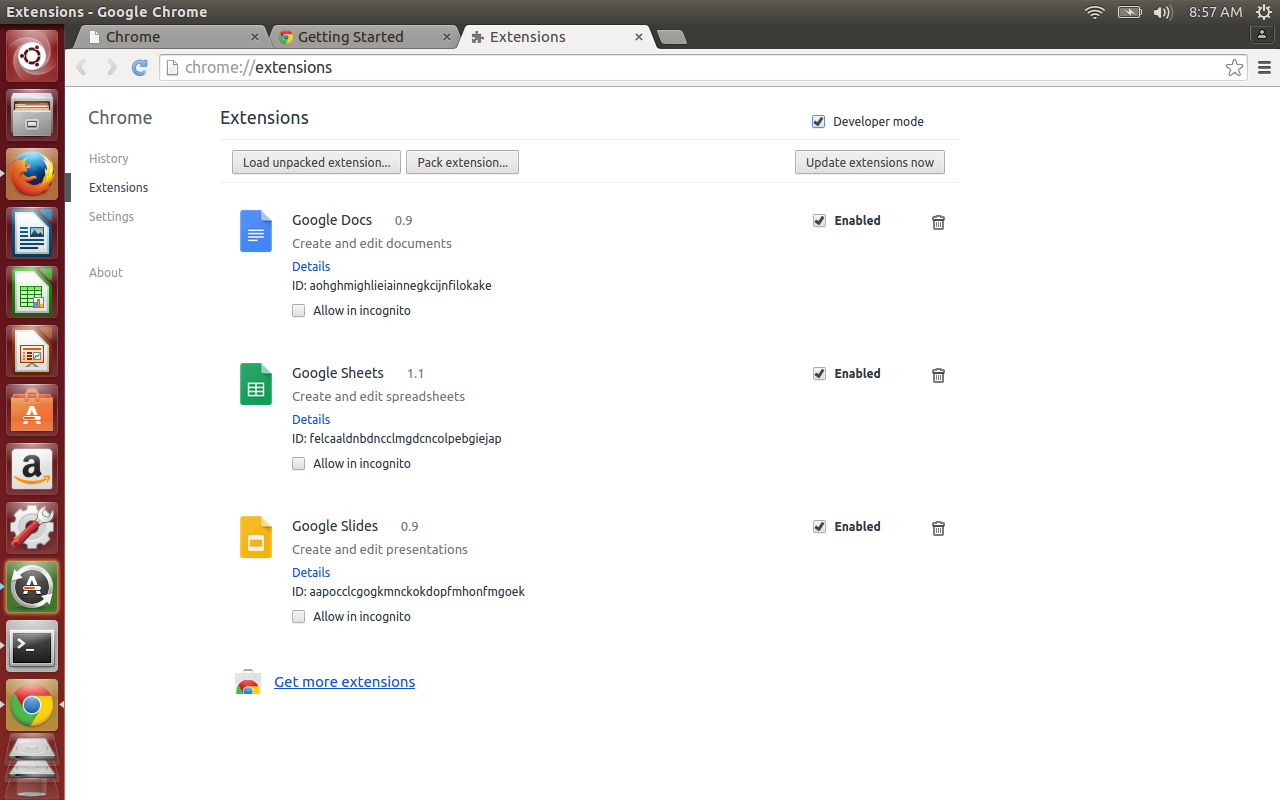 Extensions - Google Chrome
8:57 AM
Chrome
Getting Started
Extensions
chrome://extensions
Chrome
History
Extensions
Settings
About
Extensions
Developer mode
Load unpacked extension...
Pack extension...
Update extensions now
Google Docs 0.9
Enabled
Create and edit documents
Details
ID: aohghmighlieiainnegkcijnfilokake
Allow in incognito
Google Sheets 1.1
Enabled
Create and edit spreadsheets
Details
ID: felcaaldnbdncclmgdcncolpebgiejap
Allow in incognito
Google Slides 0.9
Enabled
Create and edit presentations
Details
ID: aapocclcgogkmnckokdopfmhonfmgoek
Allow in incognito
Get more extensions